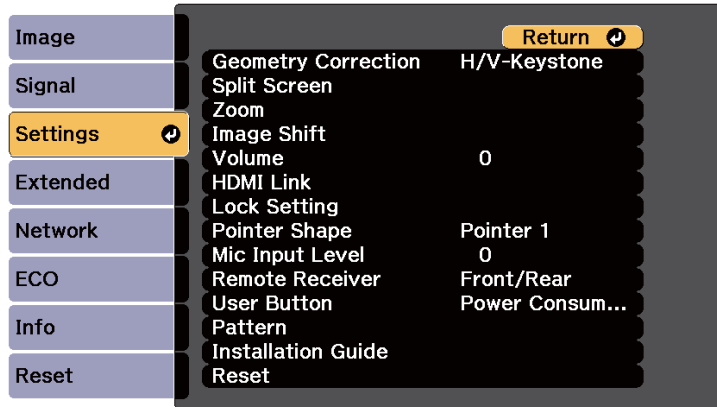 Image
Signal
Settings
Extended
Network
ECO
Info
Reset
Return
Geometry Correction H/V-Keystone
Split Screen
Zoom
Image Shift
Volume 0
HDMI Link
Lock Setting
Pointer Shape Pointer 1
Mic Input Level 0
Remote Receiver Front/Rear
User Button Power Consum...
Pattern
Installation Guide
Reset